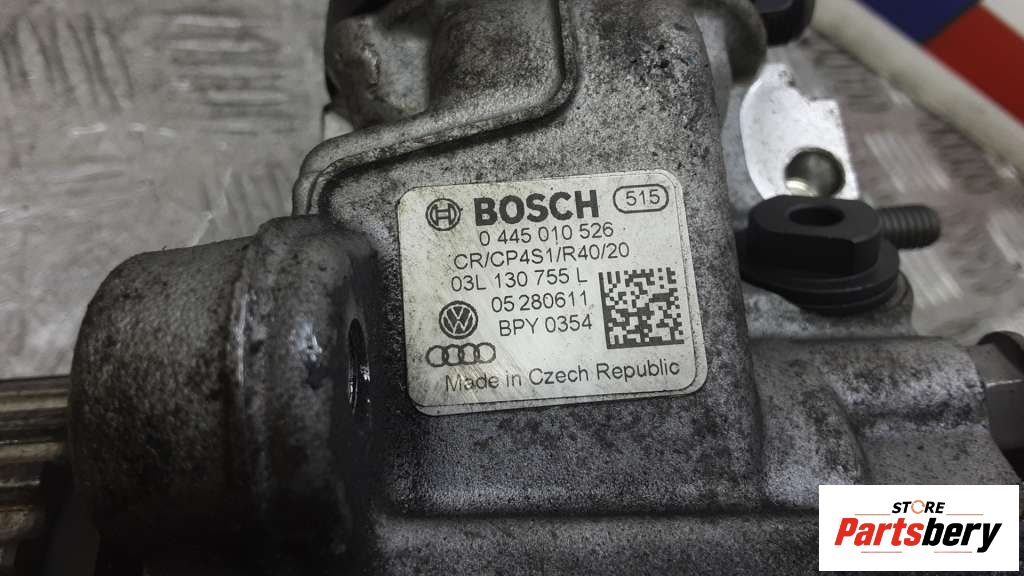 BOSCH 515
0 445 010 526
CR/CP4S1/R40/20
03L 130 755 L
05 280611
BPY 0354
Made in Czech Republic
STORE
Partsbery